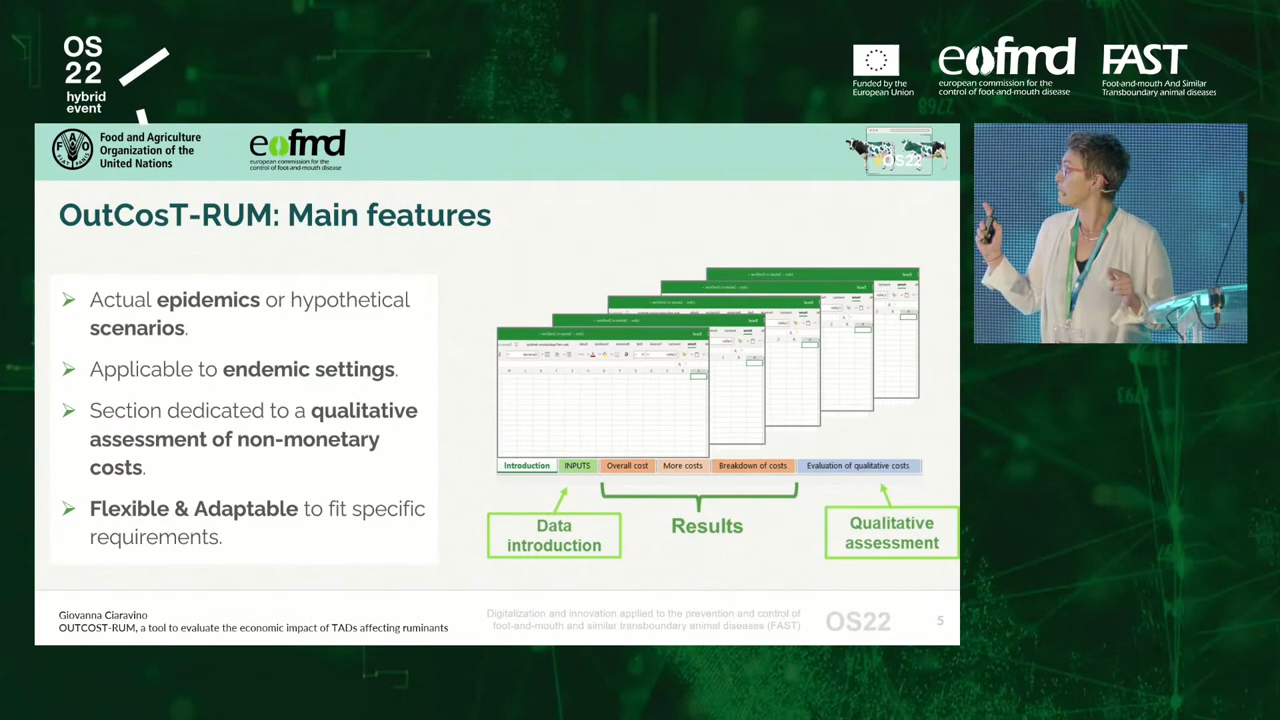 OS
22
hybrid
event
Funded by the
European Union
eofmd
european commission for the
control of foot-and-mouth disease
FAST
Foot-and-mouth And Similar
Transboundary animal diseases
Food and Agriculture
Organization of the
United Nations
eofmd
european commission for the
control of foot-and-mouth disease
OS22
OutCosT-RUM: Main features
Actual epidemics or hypothetical
scenarios.
Applicable to endemic settings.
Section dedicated to a qualitative
assessment of non-monetary
costs.
Flexible & Adaptable to fit specific
requirements.
Introduction INPUTS Overall cost More costs Breakdown of costs Evaluation of qualitative costs
Data
introduction
Results
Qualitative
assessment
Giovanna Ciaravino
OUTCOST-RUM, a tool to evaluate the economic impact of TADs affecting ruminants
Digitalization and innovation applied to the prevention and control of
foot-and-mouth and similar transboundary animal diseases (FAST)
OS22
5